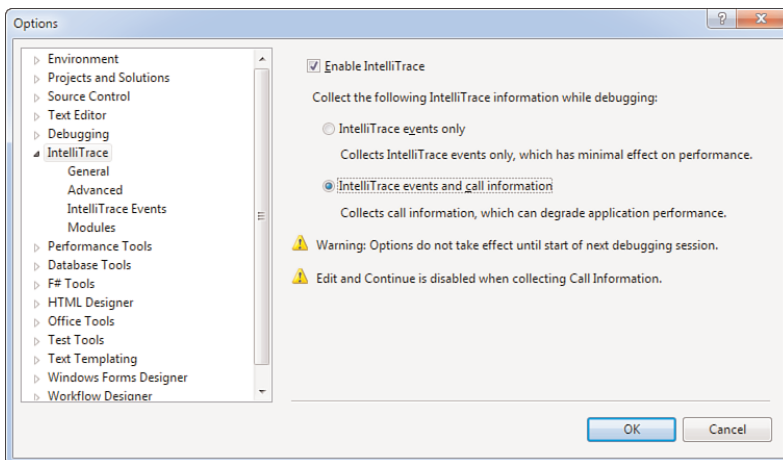 Options
Environment
Projects and Solutions
Source Control
Text Editor
Debugging
IntelliTrace
General
Advanced
IntelliTrace Events
Modules
Performance Tools
Database Tools
F# Tools
HTML Designer
Office Tools
Test Tools
Text Templating
Windows Forms Designer
Workflow Designer
Enable IntelliTrace
Collect the following IntelliTrace information while debugging:
IntelliTrace events only
Collects IntelliTrace events only, which has minimal effect on performance.
IntelliTrace events and call information
Collects call information, which can degrade application performance.
Warning: Options do not take effect until start of next debugging session.
Edit and Continue is disabled when collecting Call Information.
OK
Cancel